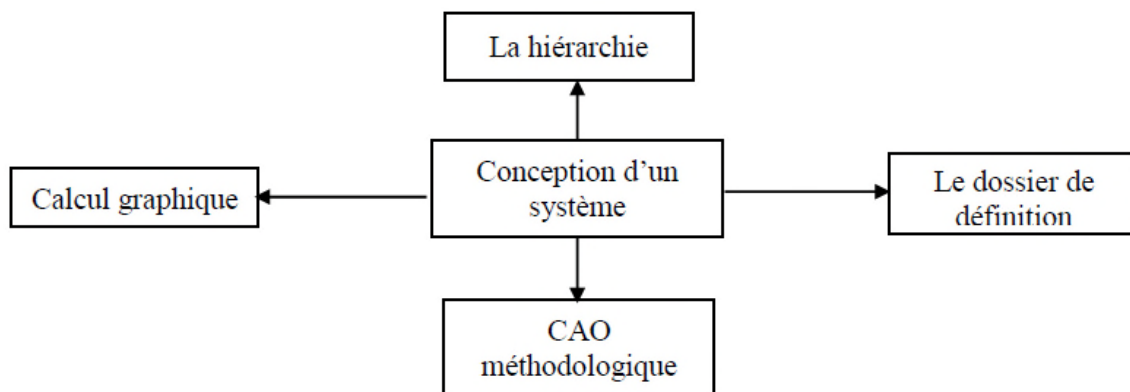 La hiérarchie
Conception d'un
système
Calcul graphique
Le dossier de
définition
CAO
méthodologique